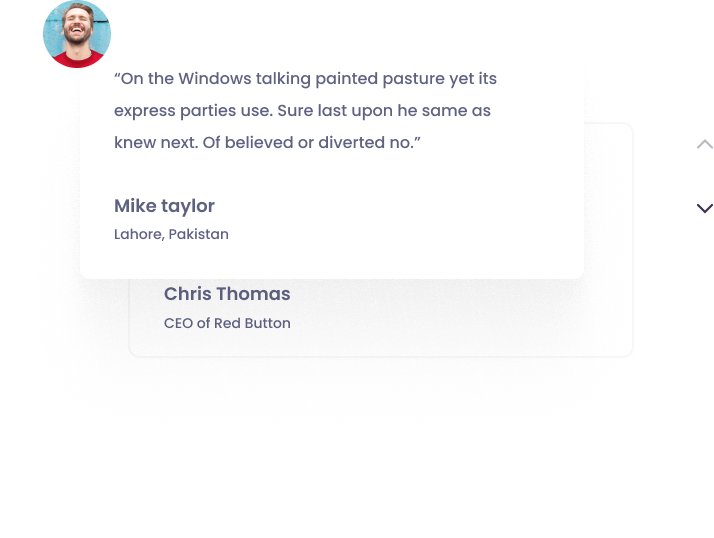 “On the Windows talking painted pasture yet its
express parties use. Sure last upon he same as
knew next. Of believed or diverted no.”
Mike taylor
Lahore, Pakistan
Chris Thomas
CEO of Red Button